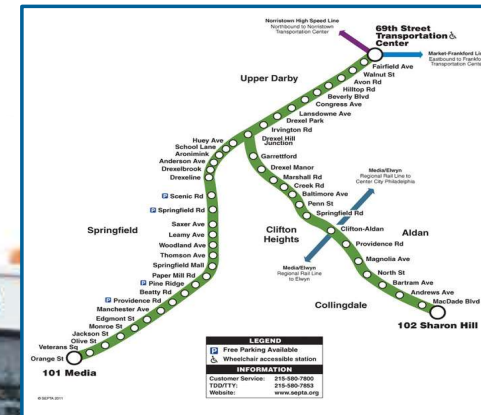 Norristown High Speed Line
Northbound to Norristown
Transportation Center
69th Street
Transportation
Center
Market-Frankford Lin
Eastbound to Frankfo
Transportation Cente
Upper Darby
Fairfield Ave
Walnut St
Avon Rd
Hilltop Rd
Beverly Blvd
Congress Ave
Lansdowne Ave
Drexel Park
Irvington Rd
Drexel Hill
Junction
Huey Ave
School Lane
Aronimink
Anderson Ave
Drexelbrook
Drexeline
P Scenic Rd
P Springfield Rd
Saxer Ave
Leamy Ave
Woodland Ave
Thomson Ave
Springfield Mall
Paper Mill Rd
P Pine Ridge
Beatty Rd
P Providence Rd
Manchester Ave
Edgmont St
Monroe St
Jackson St
Olive St
Veterans Sq
Orange St
101 Media
Springfield
Garrettford
Drexel Manor
Marshall Rd
Creek Rd
Baltimore Ave
Penn St
Springfield Rd
Media/Elwyn
Regional Rail Line to
Center City Philadelphia
Clifton
Heights
Clifton-Aldan
Aldan
Providence Rd
Media/Elwyn
Regional Rail Line
to Elwyn
Magnolia Ave
North St
Bartram Ave
Collingdale
Andrews Ave
MacDade Blvd
102 Sharon Hill
LEGEND
P Free Parking Available
Wheelchair accessible station
INFORMATION
Customer Service: 215-580-7800
TDD/TTY: 215-580-7853
Website: www.septa.org
© SEPTA 2011